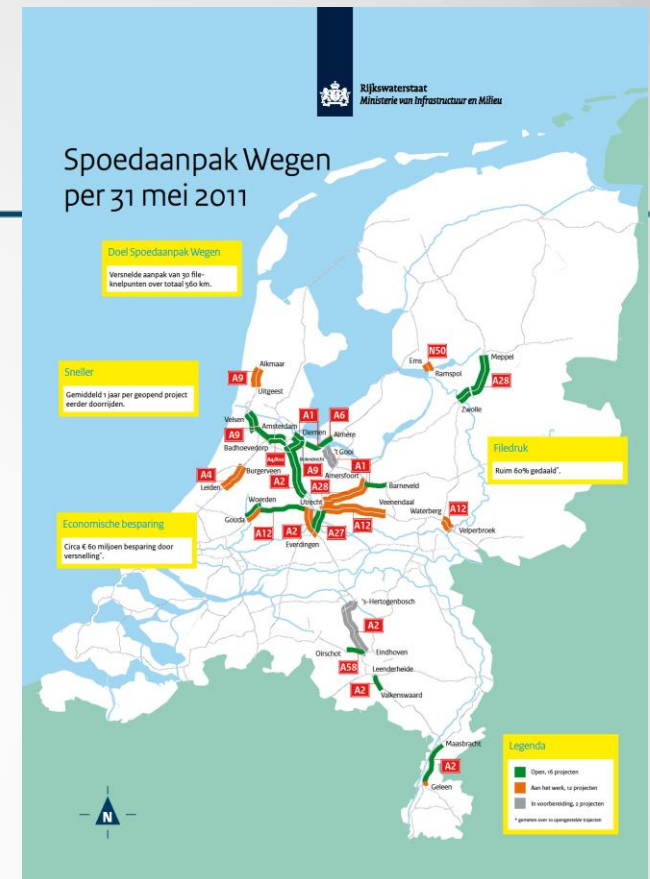 Rijkswaterstaat
Ministerie van Infrastructuur en Milieu
Spoedaanpak Wegen
per 31 mei 2011
Doel Spoedaanpak Wegen
Versnelde aanpak van 30 file-
knelpunten over totaal 560 km.
Sneller
Gemiddeld 1 jaar per geopend project
eerder doorrijden.
Economische besparing
Circa € 60 miljoen besparing door
versnelling*.
Filedruk
Ruim 60% gedaald*.
Alkmaar
A9
Uitgeest
Ens
N50
Ramspol
Meppel
A28
Zwolle
Velsen
A9
Amsterdam
Badhoevedorp
A1
A6
Diemen
Almere
't Gooi
A9
A2
A28
Amersfoort
A1
Barneveld
Burgerveen
A4
Leiden
Woerden
Utrecht
Veenendaal
Gouda
A12
A2
A27
A12
Everdingen
Waterberg
A12
Velperbroek
's-Hertogenbosch
A2
Oirschot
Eindhoven
A58
Leenderheide
A2
Valkenswaard
Maasbracht
A2
Geleen
Legenda
Open, 16 projecten
Aan het werk, 12 projecten
In voorbereiding, 2 projecten
* gemeten over 10 opengestelde trajecten
N